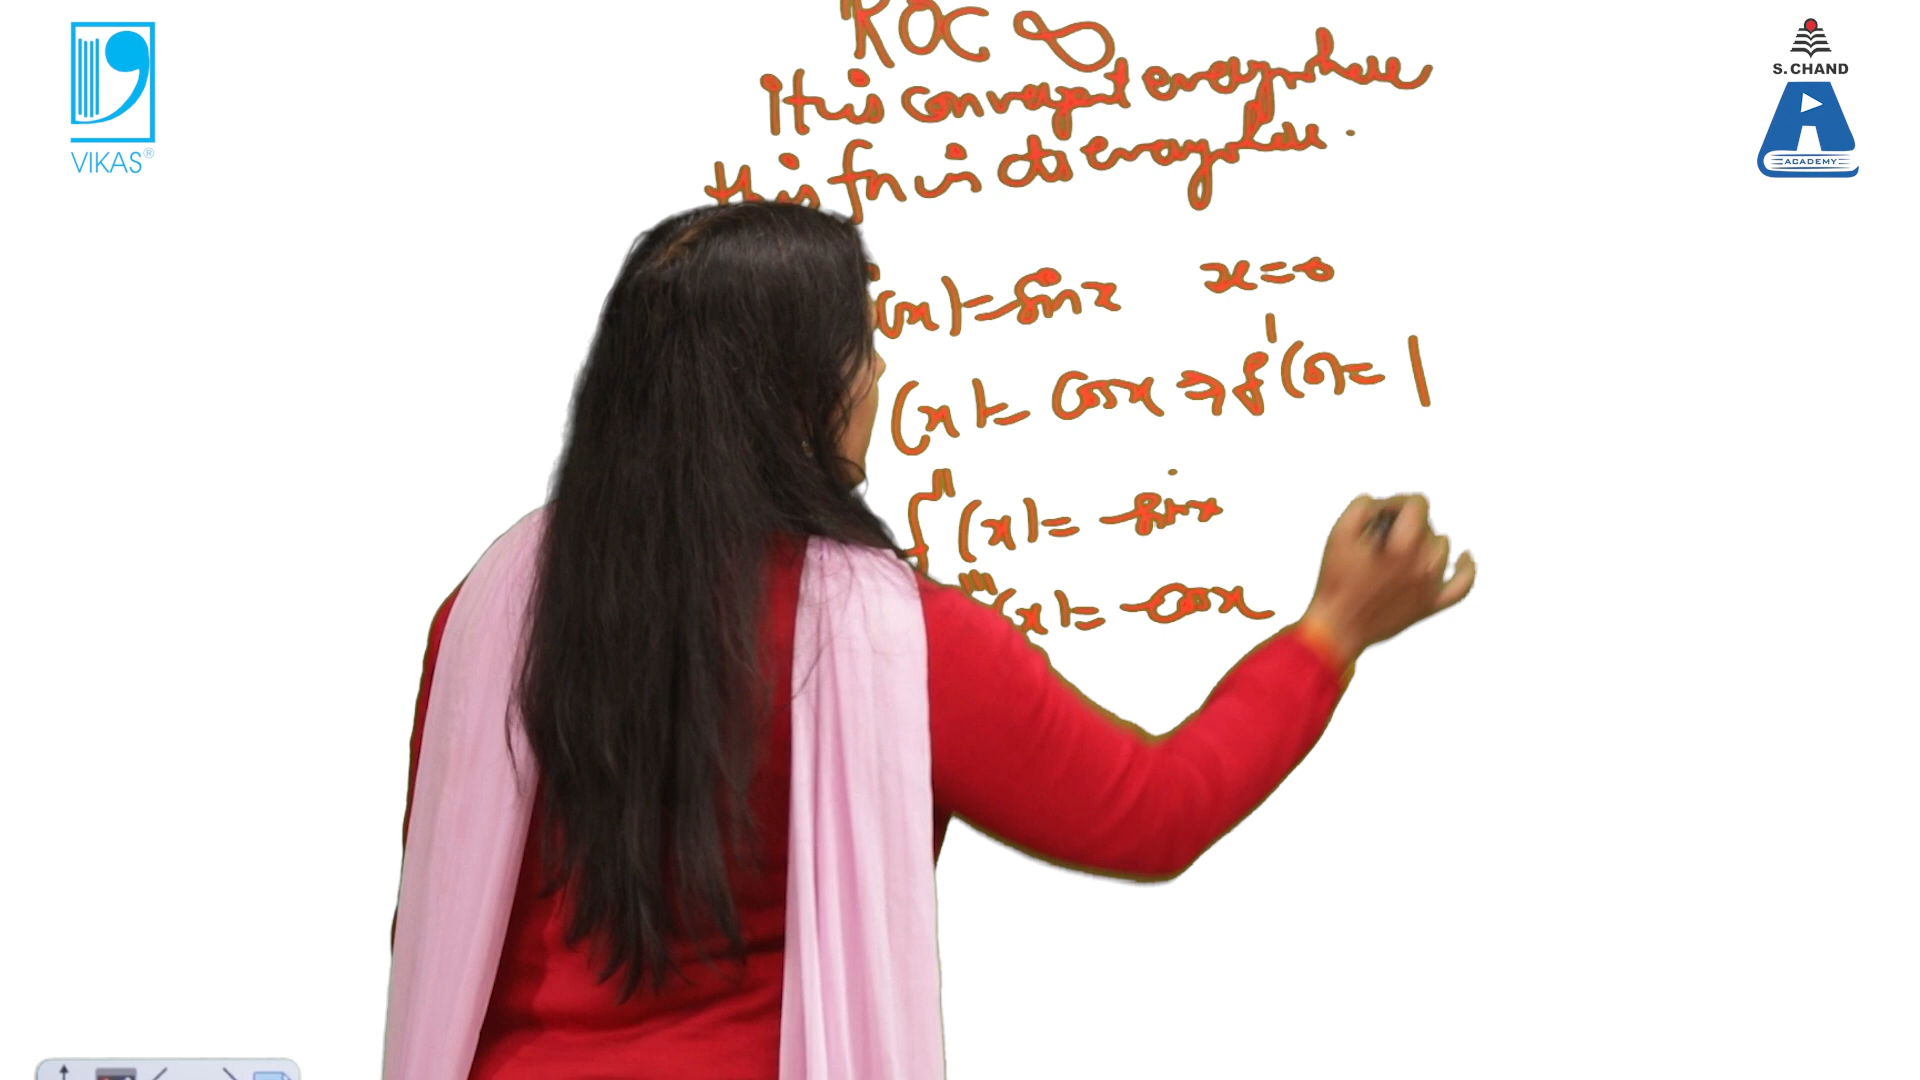 VIKAS®
S. CHAND
ACADEMY
ROC ∞
It is convergent everywhere
this fn is cts everywhere.
(x) = sin x x = 0
(x) = cos x ⇒ f'(0) = 1
f''(x) = -sin x
'''(x) = -cos x